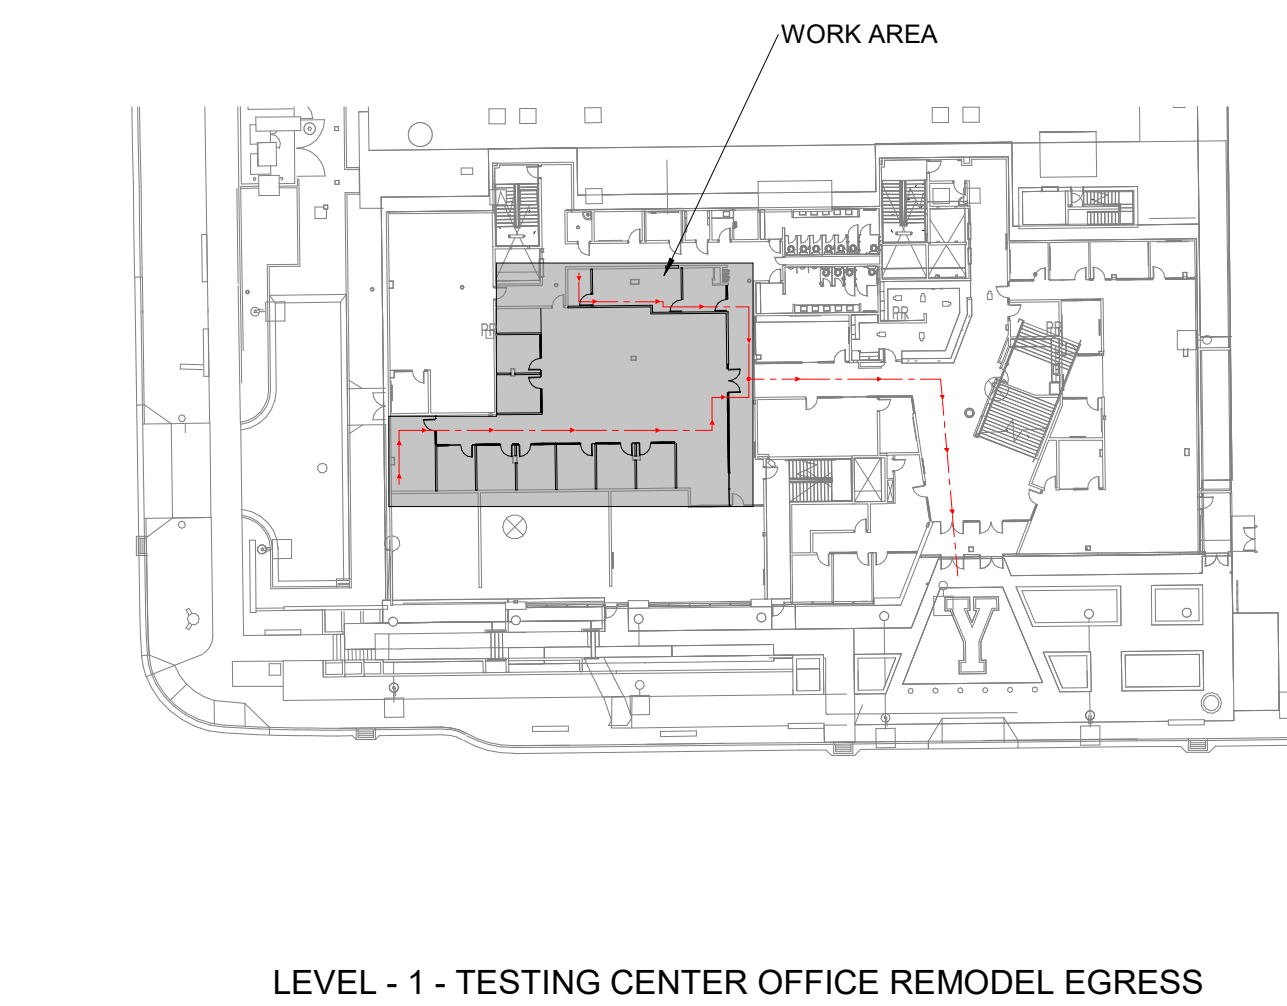 WORK AREA
RR
RR
RR
Y
LEVEL - 1 - TESTING CENTER OFFICE REMODEL EGRESS